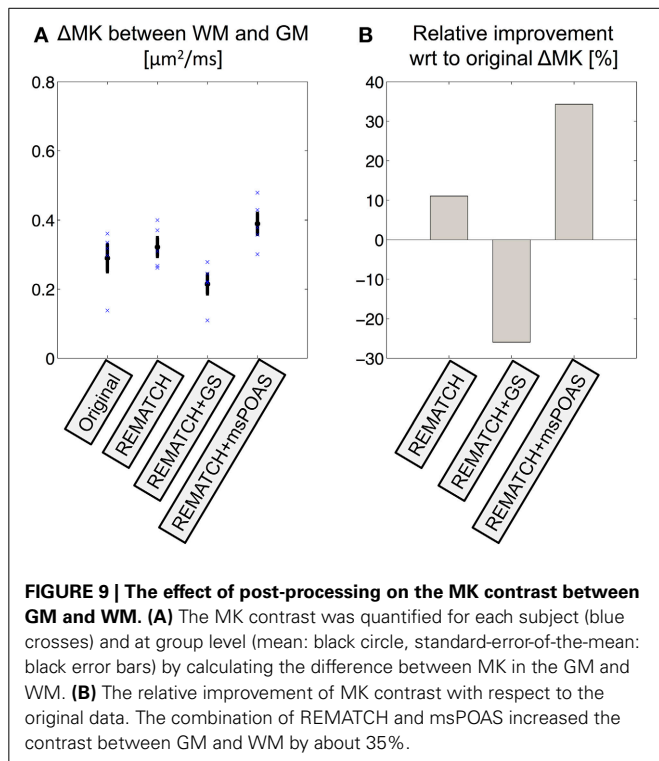 A ΔMK between WM and GM
[μm²/ms]
0.8
0.6
0.4
0.2
0
Original
REMATCH
REMATCH+GS
REMATCH+msPOAS
B Relative improvement
wrt to original ΔMK [%]
40
30
20
10
0
−10
−20
−30
REMATCH
REMATCH+GS
REMATCH+msPOAS
FIGURE 9 | The effect of post-processing on the MK contrast between
GM and WM. (A) The MK contrast was quantified for each subject (blue
crosses) and at group level (mean: black circle, standard-error-of-the-mean:
black error bars) by calculating the difference between MK in the GM and
WM. (B) The relative improvement of MK contrast with respect to the
original data. The combination of REMATCH and msPOAS increased the
contrast between GM and WM by about 35%.